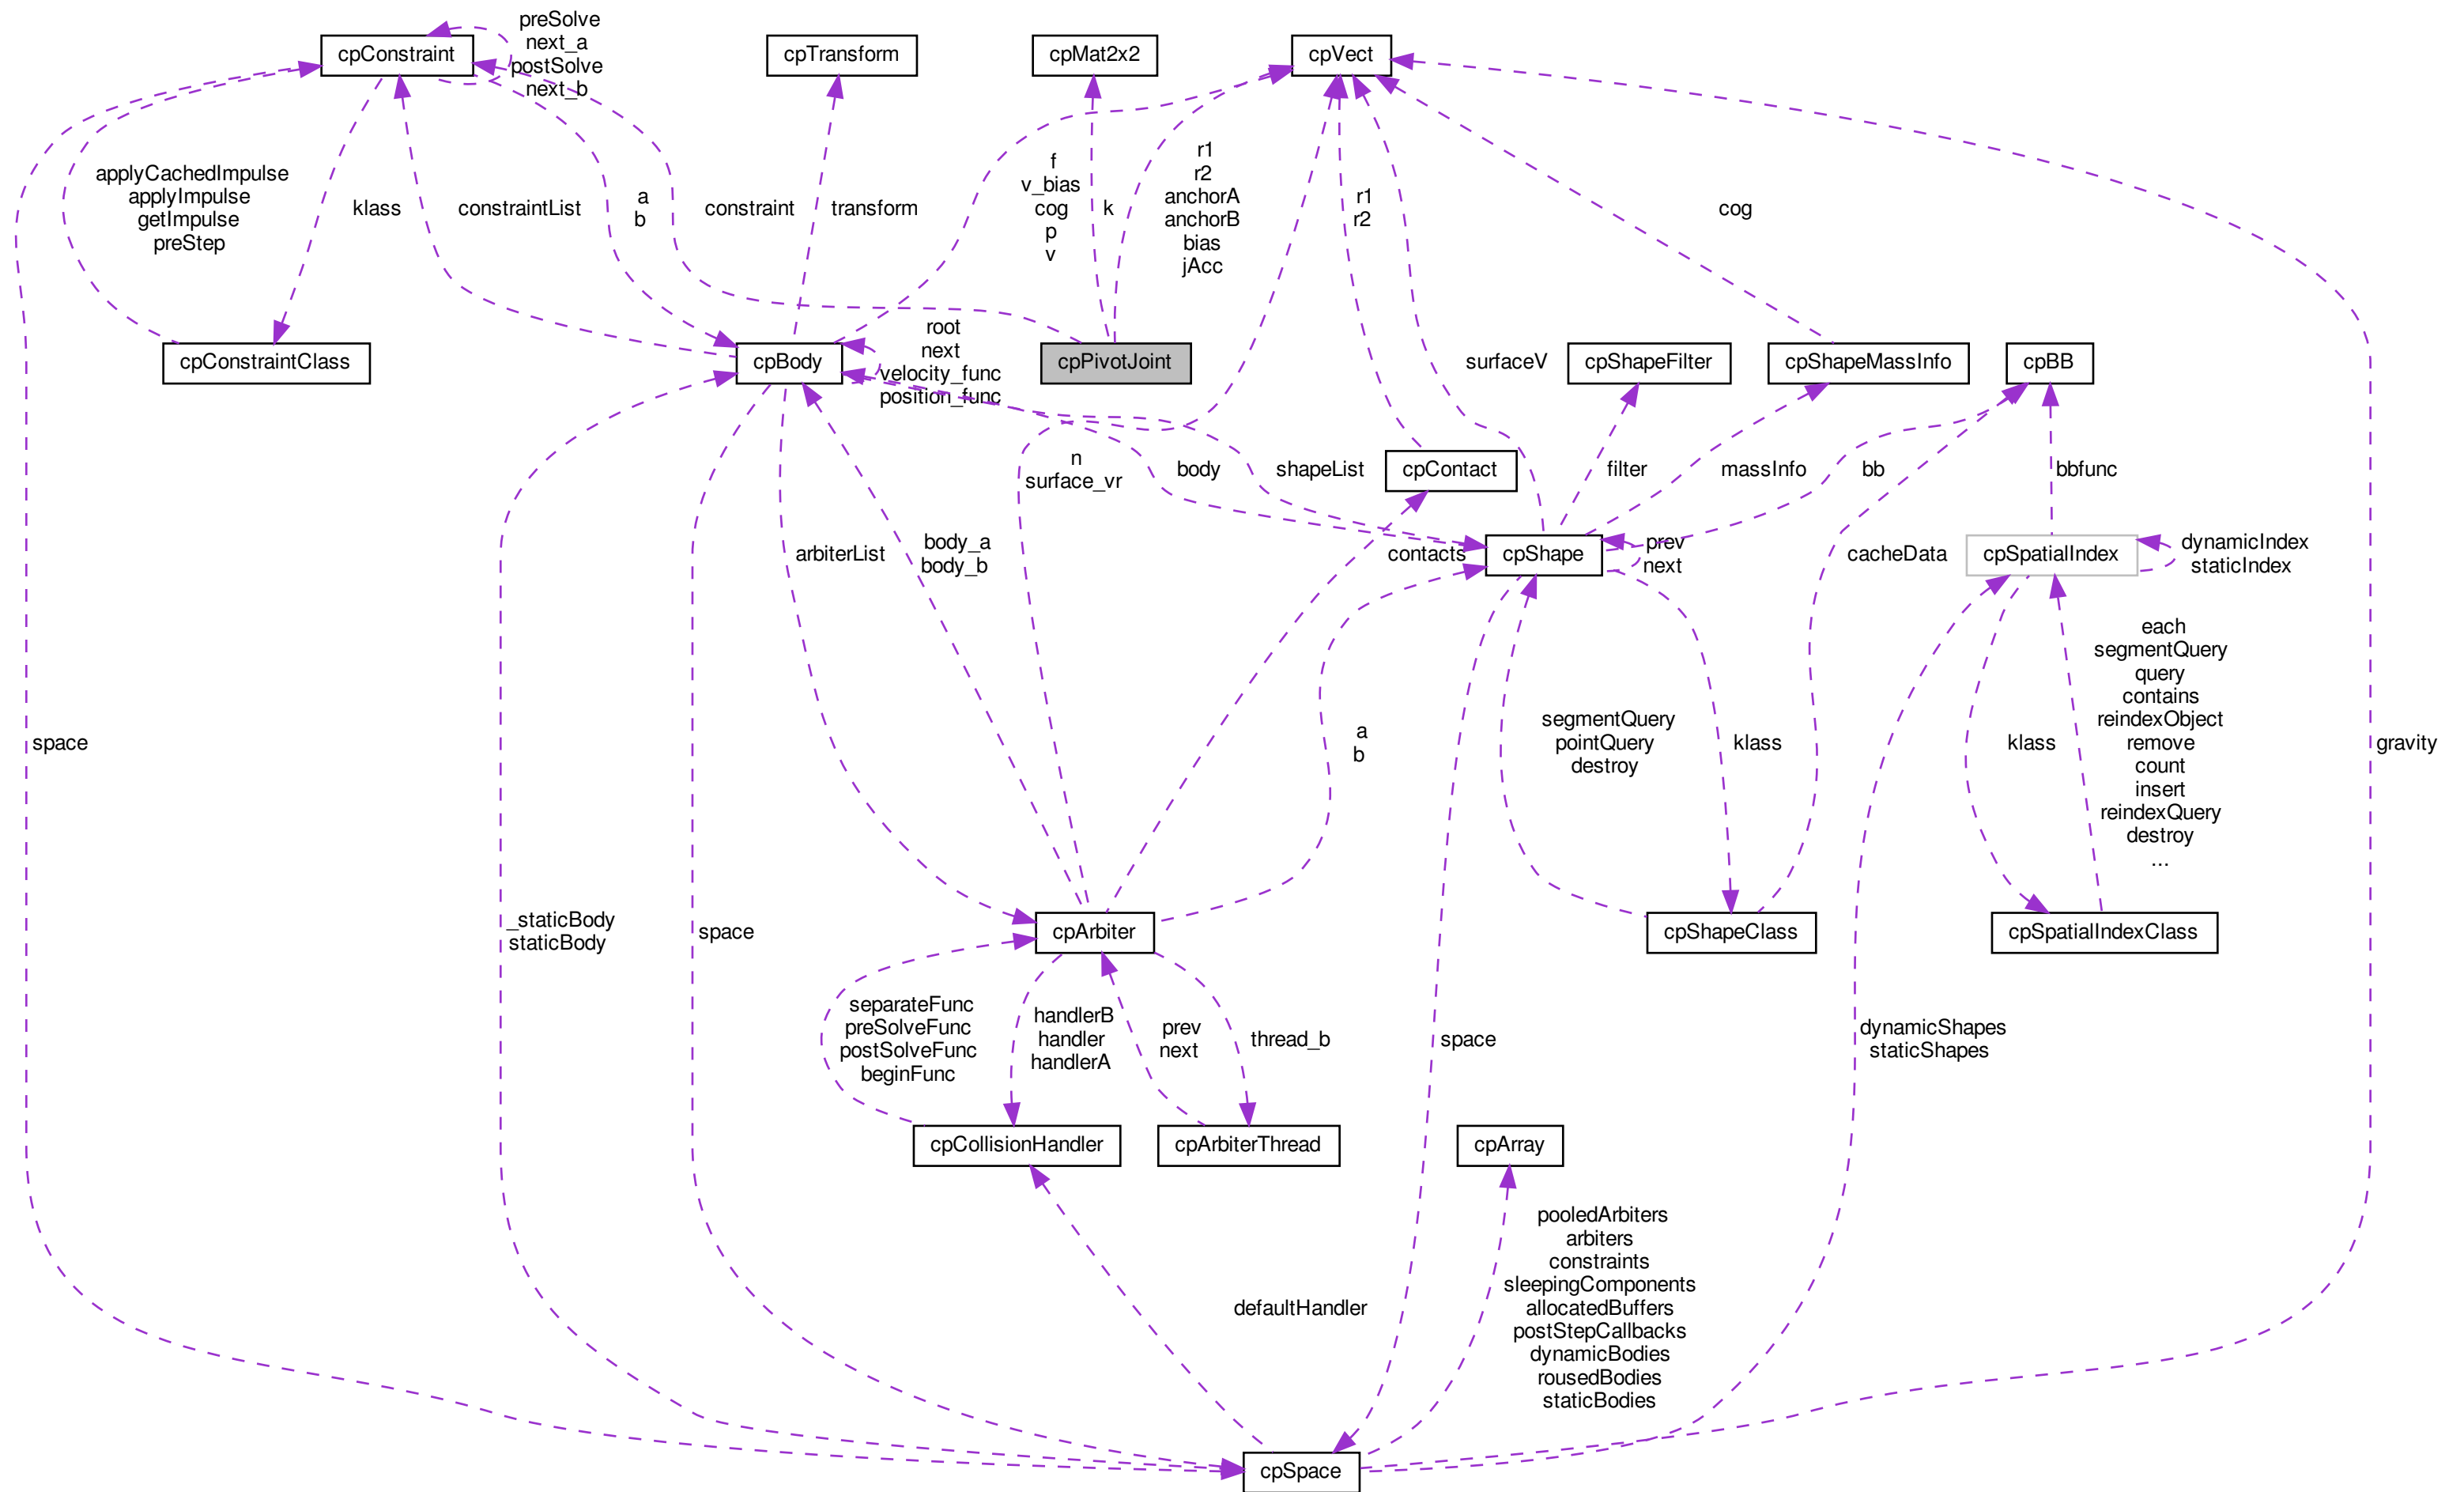 preSolve
next_a
postSolve
next_b
cpConstraint
cpTransform
cpMat2x2
cpVect
applyCachedImpulse
applyImpulse
getImpulse
preStep
klass
constraintList
a
b
constraint
transform
f
v_bias
cog
p
v
k
r1
r2
anchorA
anchorB
bias
jAcc
r1
r2
cog
cpConstraintClass
cpBody
root
next
velocity_func
position_func
cpPivotJoint
surfaceV
cpShapeFilter
cpShapeMassInfo
cpBB
n
surface_vr
body
shapeList
cpContact
filter
massInfo
bb
bbfunc
arbiterList
body_a
body_b
contacts
cpShape
prev
next
cacheData
cpSpatialIndex
dynamicIndex
staticIndex
space
a
b
segmentQuery
pointQuery
destroy
klass
klass
each
segmentQuery
query
contains
reindexObject
remove
count
insert
reindexQuery
destroy
...
gravity
_staticBody
staticBody
space
cpArbiter
cpShapeClass
cpSpatialIndexClass
separateFunc
preSolveFunc
postSolveFunc
beginFunc
handlerB
handler
handlerA
prev
next
thread_b
space
dynamicShapes
staticShapes
cpCollisionHandler
cpArbiterThread
cpArray
defaultHandler
pooledArbiters
arbiters
constraints
sleepingComponents
allocatedBuffers
postStepCallbacks
dynamicBodies
rousedBodies
staticBodies
cpSpace